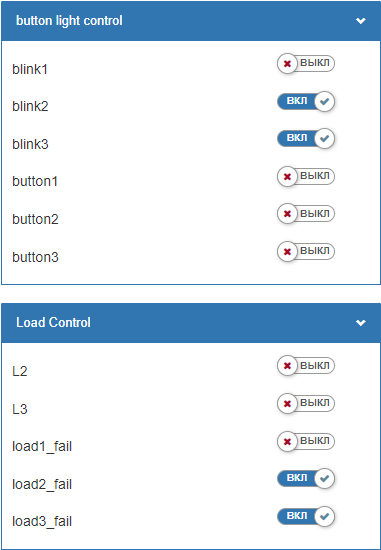 button light control
blink1 ВЫКЛ
blink2 ВКЛ
blink3 ВКЛ
button1 ВЫКЛ
button2 ВЫКЛ
button3 ВЫКЛ
Load Control
L2 ВЫКЛ
L3 ВЫКЛ
load1_fail ВЫКЛ
load2_fail ВКЛ
load3_fail ВКЛ